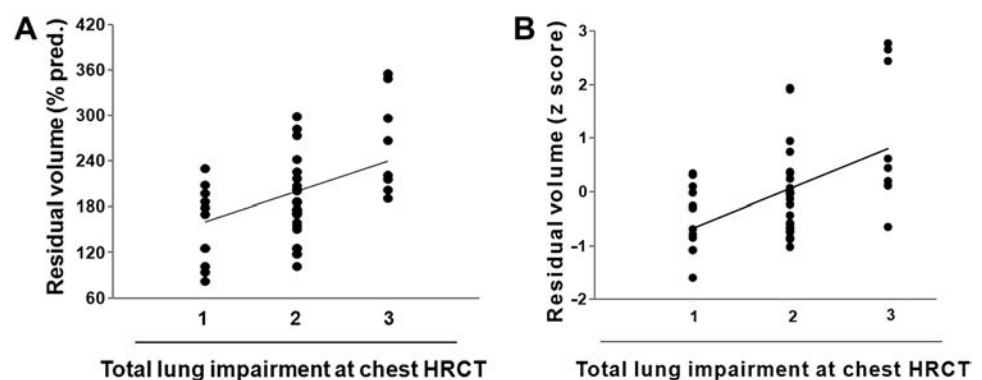 A
Residual volume (% pred.)
420
360
300
240
180
120
60
1 2 3
Total lung impairment at chest HRCT
B
Residual volume (z score)
3
2
1
0
-1
-2
1 2 3
Total lung impairment at chest HRCT